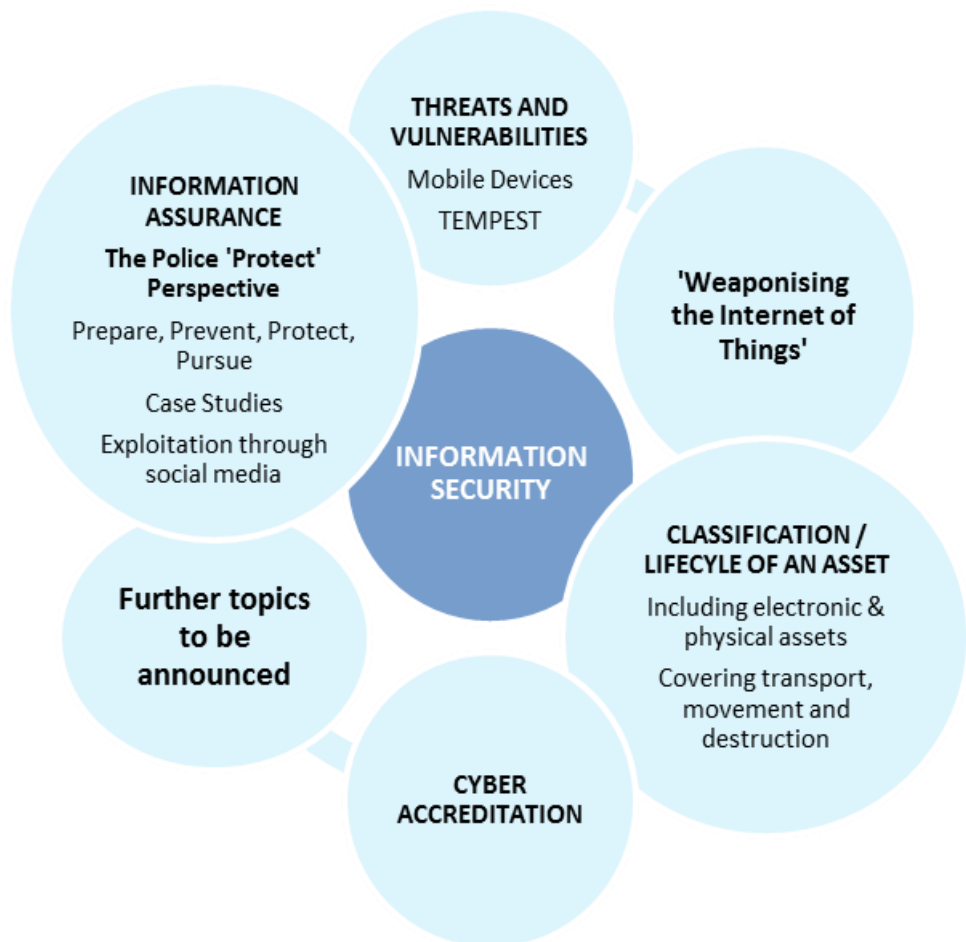 THREATS AND
VULNERABILITIES
Mobile Devices
TEMPEST
'Weaponising
the Internet of
Things'
CLASSIFICATION /
LIFECYLE OF AN ASSET
Including electronic &
physical assets
Covering transport,
movement and
destruction
CYBER
ACCREDITATION
Further topics
to be
announced
INFORMATION
ASSURANCE
The Police 'Protect'
Perspective
Prepare, Prevent, Protect,
Pursue
Case Studies
Exploitation through
social media
INFORMATION
SECURITY